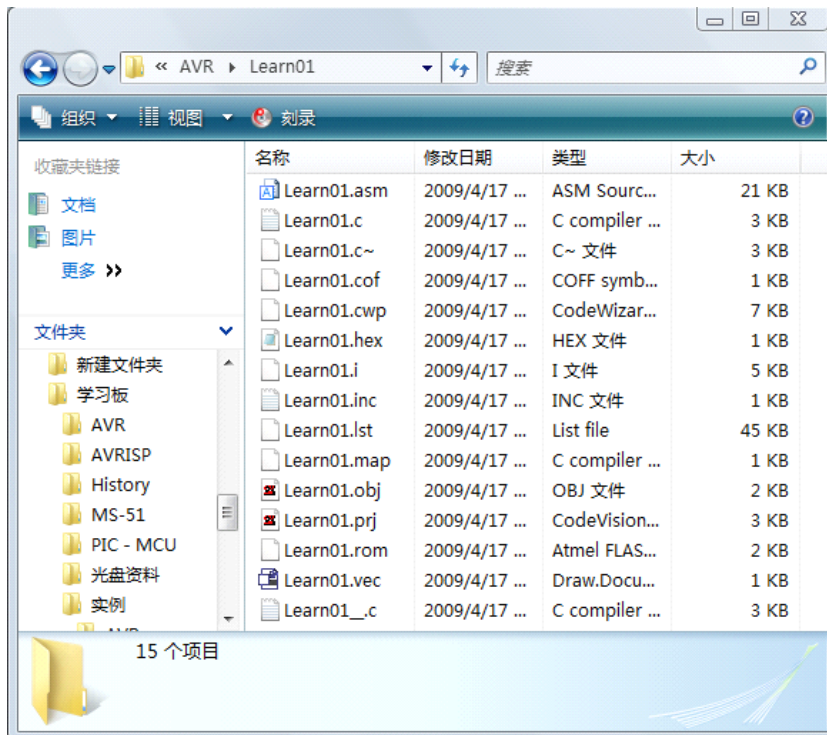 « AVR Learn01 搜索
组织 视图 刻录
收藏夹链接
文档
图片
更多 »
文件夹
新建文件夹
学习板
AVR
AVRISP
History
MS-51
PIC - MCU
光盘资料
实例
名称 修改日期 类型 大小
Learn01.asm 2009/4/17 ... ASM Sourc... 21 KB
Learn01.c 2009/4/17 ... C compiler ... 3 KB
Learn01.c~ 2009/4/17 ... C~ 文件 3 KB
Learn01.cof 2009/4/17 ... COFF symb... 1 KB
Learn01.cwp 2009/4/17 ... CodeWizar... 7 KB
Learn01.hex 2009/4/17 ... HEX 文件 1 KB
Learn01.i 2009/4/17 ... I 文件 5 KB
Learn01.inc 2009/4/17 ... INC 文件 1 KB
Learn01.lst 2009/4/17 ... List file 45 KB
Learn01.map 2009/4/17 ... C compiler ... 1 KB
Learn01.obj 2009/4/17 ... OBJ 文件 2 KB
Learn01.prj 2009/4/17 ... CodeVision... 3 KB
Learn01.rom 2009/4/17 ... Atmel FLAS... 2 KB
Learn01.vec 2009/4/17 ... Draw.Docu... 1 KB
Learn01__.c 2009/4/17 ... C compiler ... 3 KB
15 个项目